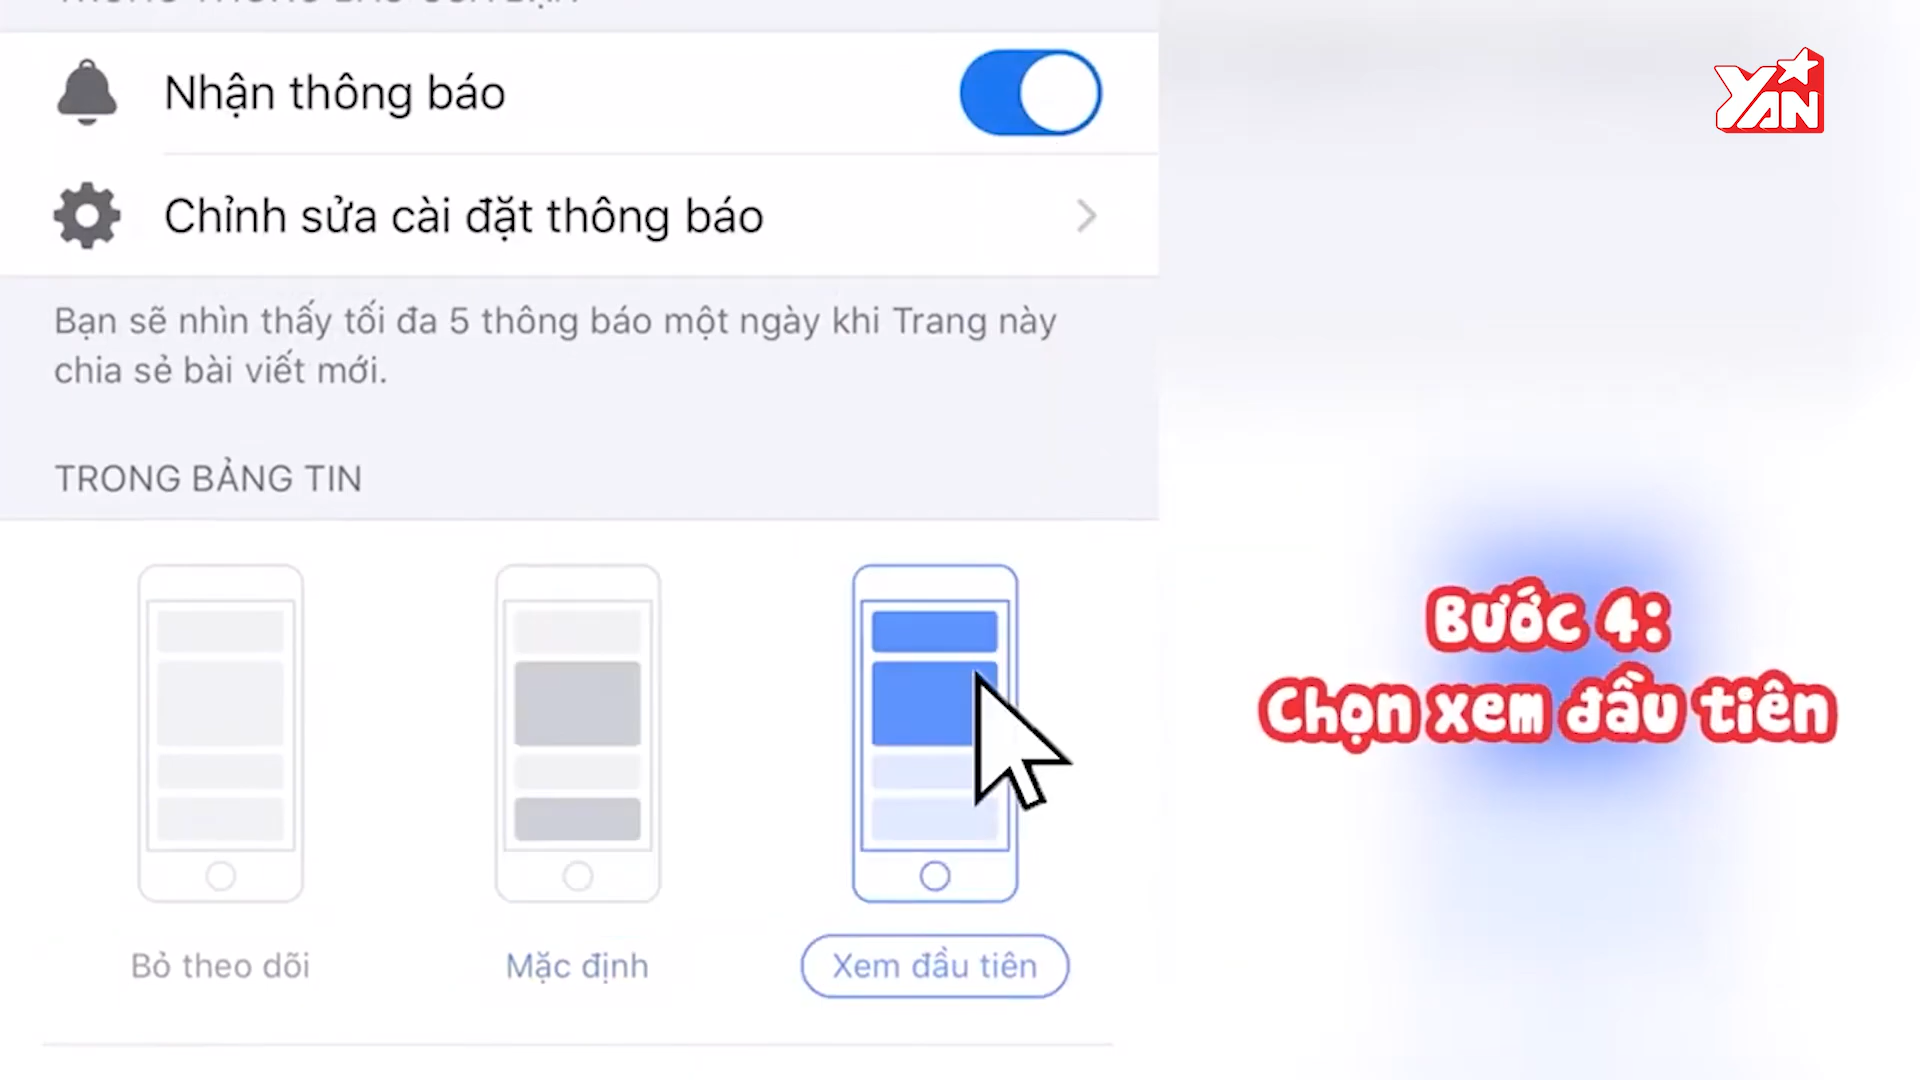 Nhận thông báo
Chỉnh sửa cài đặt thông báo
Bạn sẽ nhìn thấy tối đa 5 thông báo một ngày khi Trang này
chia sẻ bài viết mới.
TRONG BẢNG TIN
Bỏ theo dõi
Mặc định
Xem đầu tiên
YAN
Bước 4:
Chọn xem đầu tiên